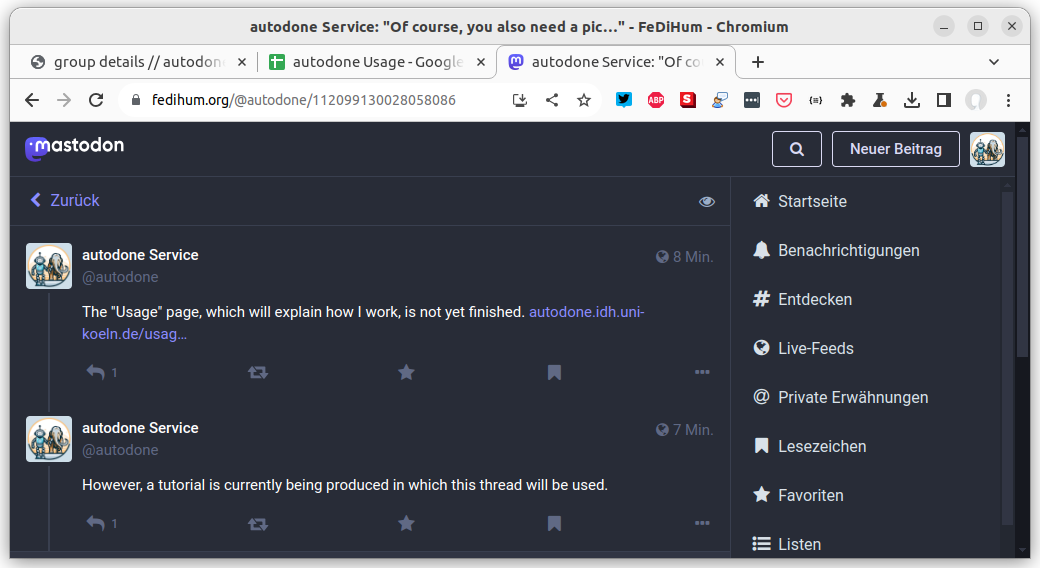 autodone Service: "Of course, you also need a pic…" - FeDiHum - Chromium
group details // autodon
autodone Usage - Google
autodone Service: "Of co
fedihum.org/@autodone/112099130028058086
ABP
S
mastodon
Neuer Beitrag
Zurück
autodone Service
8 Min.
@autodone
The "Usage" page, which will explain how I work, is not yet finished. autodone.idh.uni-
koeln.de/usag…
1
autodone Service
7 Min.
@autodone
However, a tutorial is currently being produced in which this thread will be used.
1
Startseite
Benachrichtigungen
Entdecken
Live-Feeds
Private Erwähnungen
Lesezeichen
Favoriten
Listen